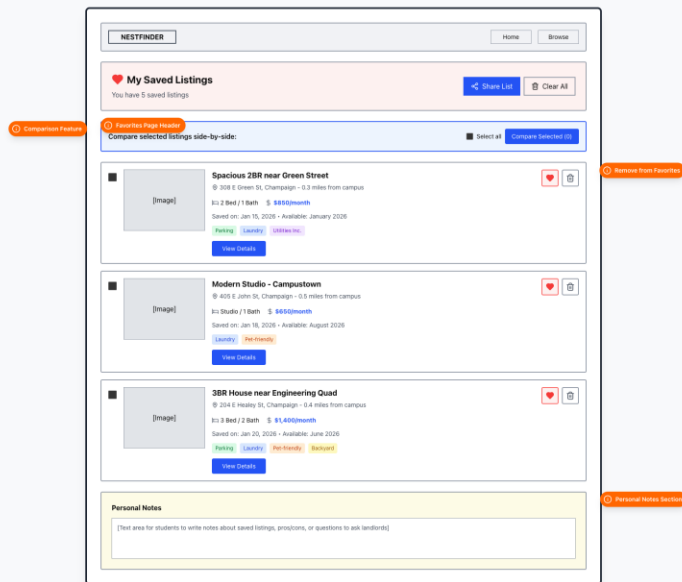 NESTFINDER
Home
Browse
My Saved Listings
You have 5 saved listings
Share List
Clear All
Comparison Feature
Favorites Page Header
Compare selected listings side-by-side:
Select all
Compare Selected (0)
Remove from Favorites
[Image]
Spacious 2BR near Green Street
308 E Green St, Champaign - 0.3 miles from campus
2 Bed / 1 Bath
$ $850/month
Saved on: Jan 15, 2026 • Available: January 2026
Parking
Laundry
Utilities Inc.
View Details
[Image]
Modern Studio - Campustown
405 E John St, Champaign - 0.5 miles from campus
Studio / 1 Bath
$ $650/month
Saved on: Jan 18, 2026 • Available: August 2026
Laundry
Pet-friendly
View Details
[Image]
3BR House near Engineering Quad
204 E Healey St, Champaign - 0.4 miles from campus
3 Bed / 2 Bath
$ $1,400/month
Saved on: Jan 20, 2026 • Available: June 2026
Parking
Laundry
Pet-friendly
Backyard
View Details
Personal Notes Section
Personal Notes
[Text area for students to write notes about saved listings, pros/cons, or questions to ask landlords]